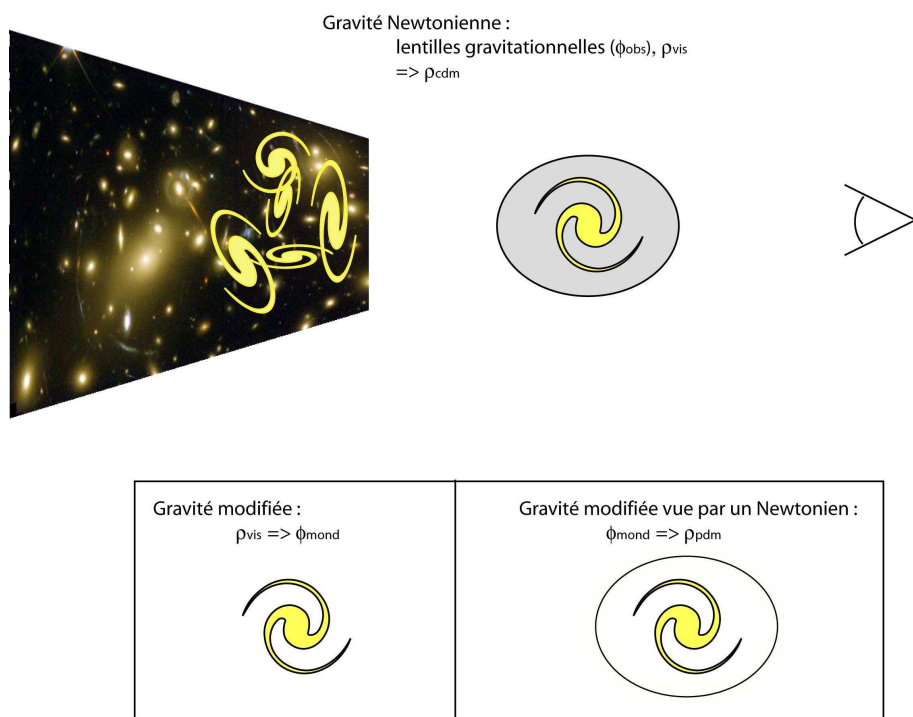 Gravité Newtonienne :
lentilles gravitationnelles (ϕobs), ρvis
=> ρcdm
Gravité modifiée :
ρvis => ϕmond
Gravité modifiée vue par un Newtonien :
ϕmond => ρpdm